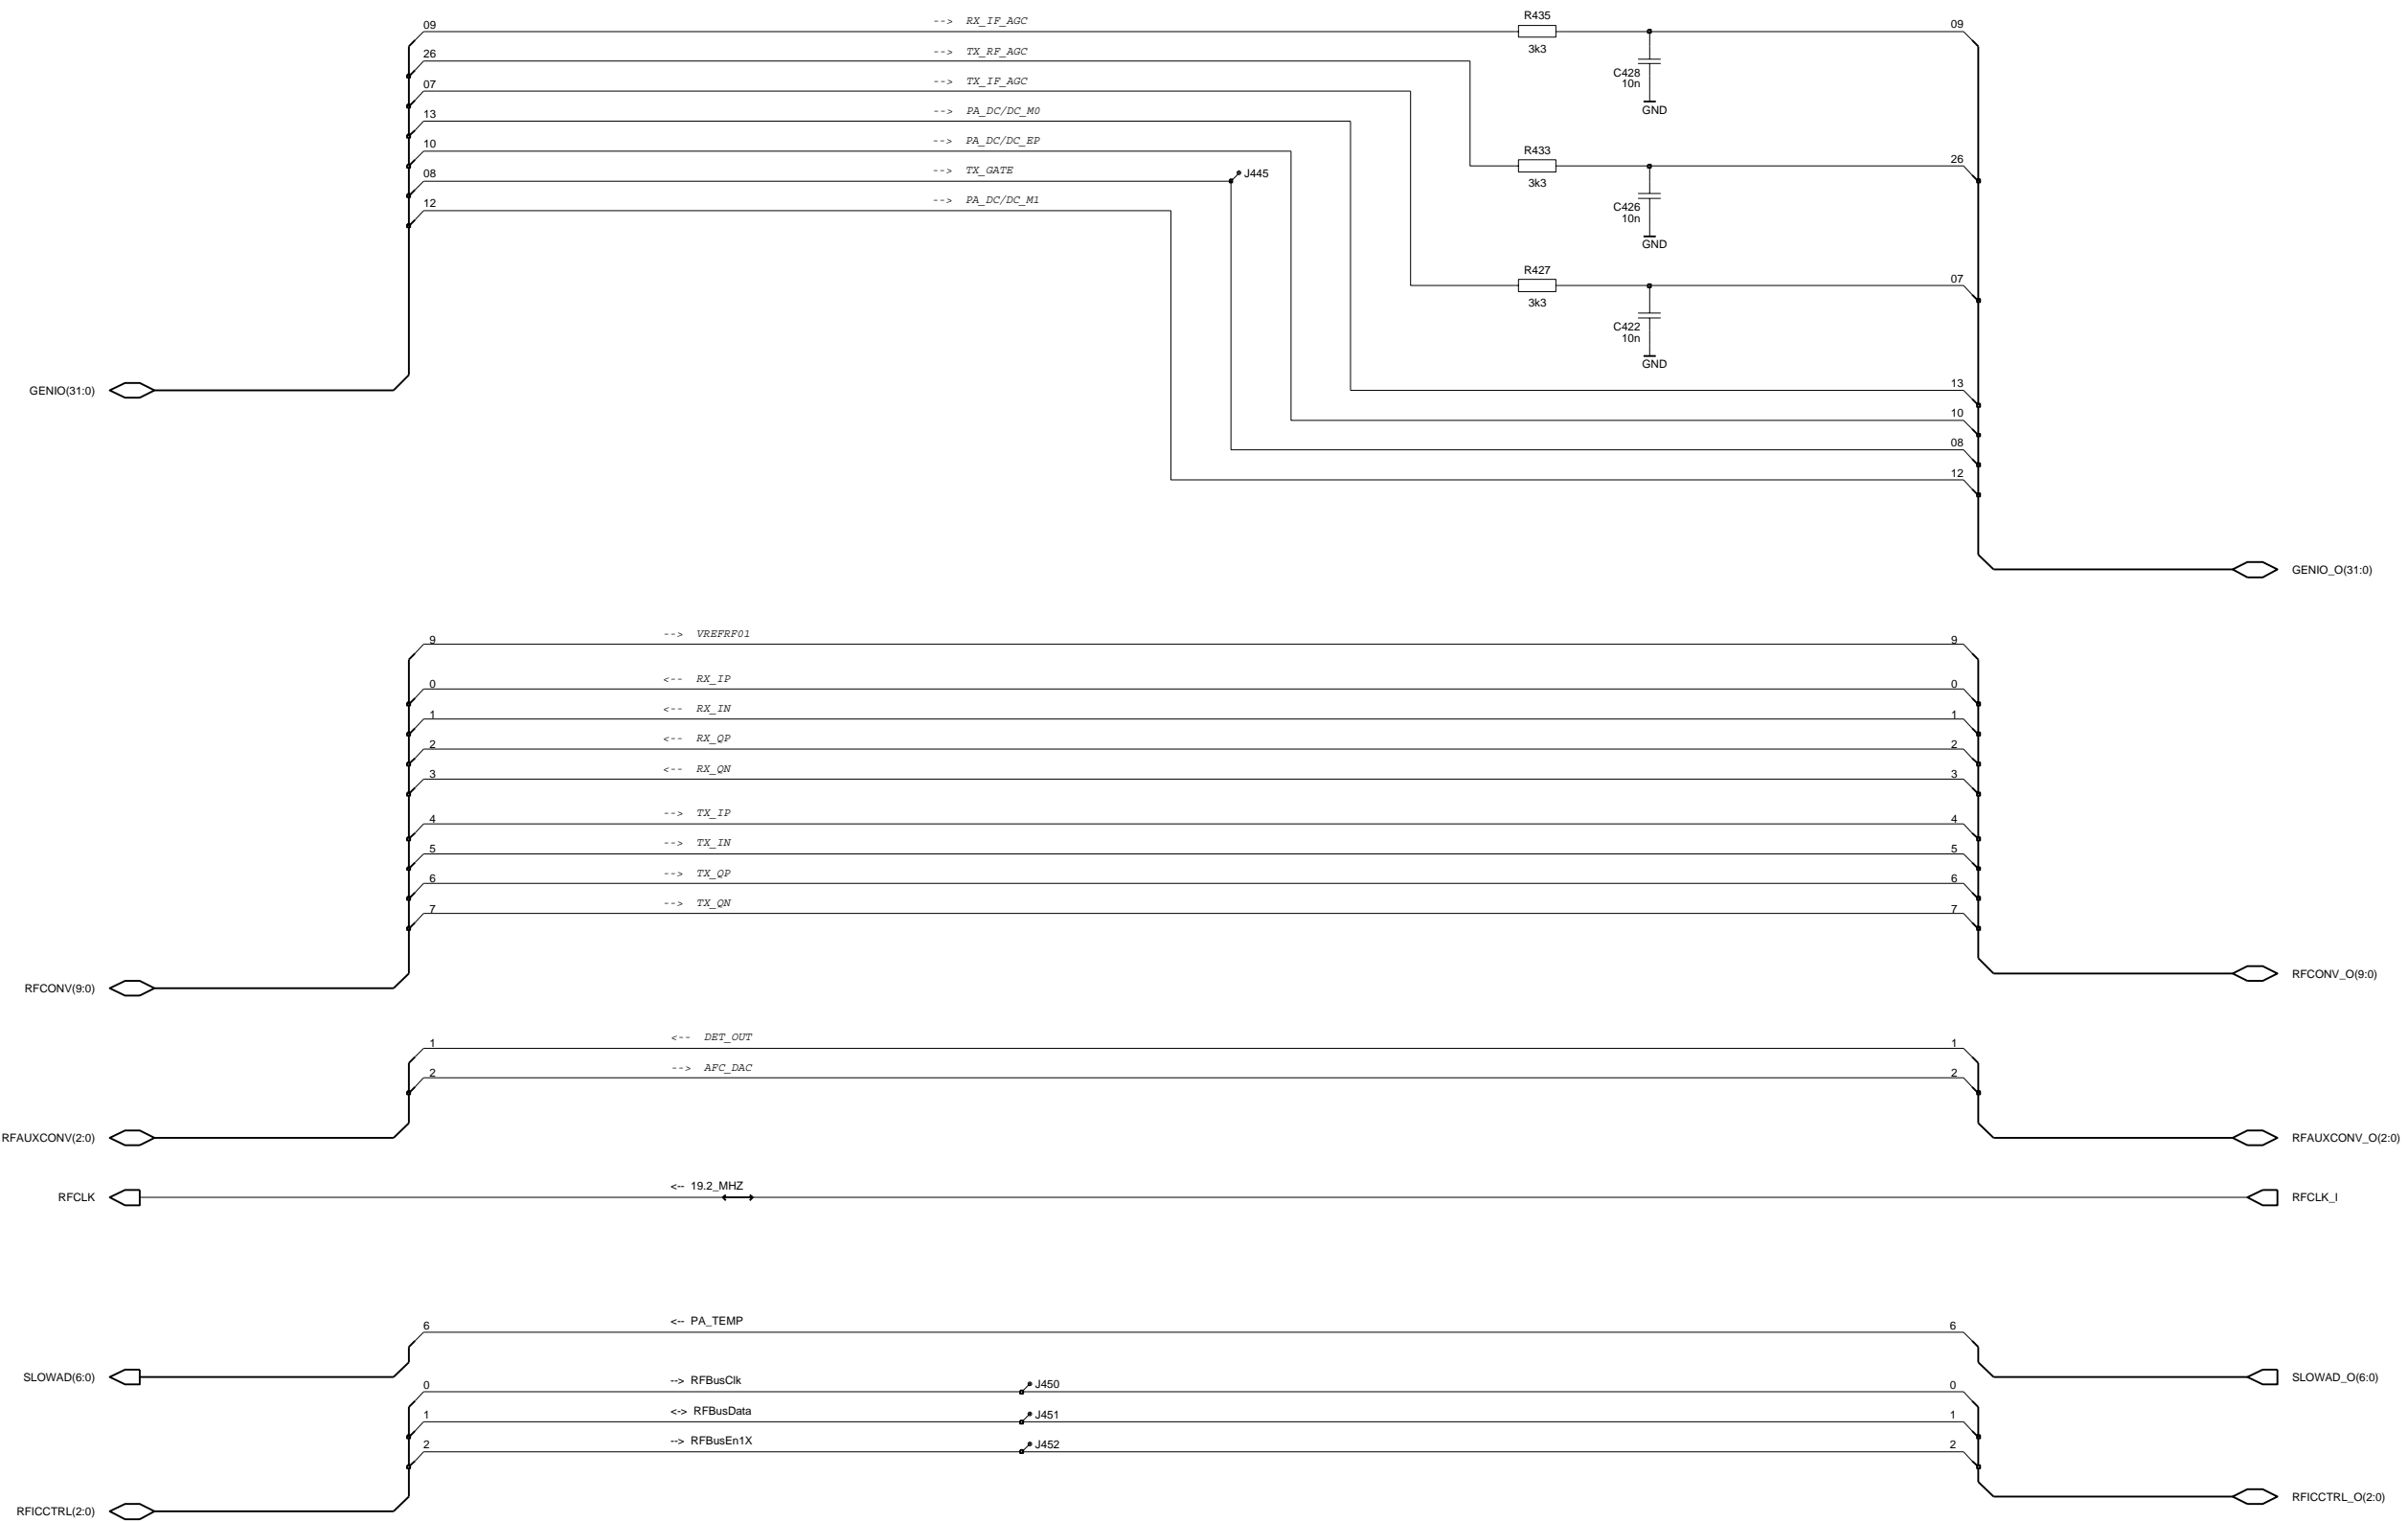 09 --> RX_IF_AGC R435 09
3k3
26 --> TX_RF_AGC
C428
10n
07 --> TX_IF_AGC
GND
13 --> PA_DC/DC_M0
10 --> PA_DC/DC_EP R433 26
3k3
08 --> TX_GATE J445
12 --> PA_DC/DC_M1
C426
10n
GND
R427 07
3k3
C422
10n
GND
GENIO(31:0) 13
10
08
12
GENIO_O(31:0)
9 --> VREFRF01 9
0 <-- RX_IP 0
1 <-- RX_IN 1
2 <-- RX_QP 2
3 <-- RX_QN 3
4 --> TX_IP 4
5 --> TX_IN 5
6 --> TX_QP 6
7 --> TX_QN 7
RFCONV_O(9:0)
RFCONV(9:0)
1 <-- DET_OUT 1
2 --> AFC_DAC 2
RFAUXCONV(2:0) RFAUXCONV_O(2:0)
RFCLK <-- 19.2_MHZ RFCLK_I
6 <-- PA_TEMP 6
SLOWAD(6:0) SLOWAD_O(6:0)
0 --> RFBusClk J450 0
1 <-> RFBusData J451 1
2 --> RFBusEn1X J452 2
RFICCTRL_O(2:0)
RFICCTRL(2:0)